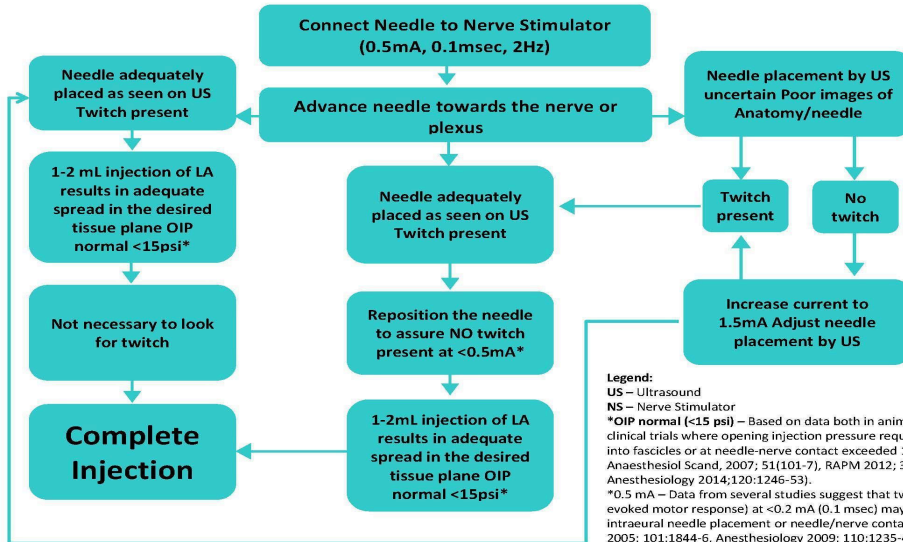 Connect Needle to Nerve Stimulator
(0.5mA, 0.1msec, 2Hz)
Needle adequately
placed as seen on US
Twitch present
Advance needle towards the nerve or
plexus
Needle placement by US
uncertain Poor images of
Anatomy/needle
1-2 mL injection of LA
results in adequate
spread in the desired
tissue plane OIP
normal <15psi*
Needle adequately
placed as seen on US
Twitch present
Twitch
present
No
twitch
Not necessary to look
for twitch
Reposition the needle
to assure NO twitch
present at <0.5mA*
Increase current to
1.5mA Adjust needle
placement by US
Complete
Injection
1-2mL injection of LA
results in adequate
spread in the desired
tissue plane OIP
normal <15psi*
Legend:
US – Ultrasound
NS – Nerve Stimulator
*OIP normal (<15 psi) – Based on data both in
clinical trials where opening injection pressure
into fascicles or at needle-nerve contact exceeded
Anaesthesiol Scand, 2007; 51(101-7), RAPM 2012;
Anesthesiology 2014;120:1246-53).
*0.5 mA – Data from several studies suggest that
evoked motor response) at <0.2 mA (0.1 msec) may
intraeural needle placement or needle/nerve
2005; 101:1844-6, Anesthesiology 2009; 110:1235-